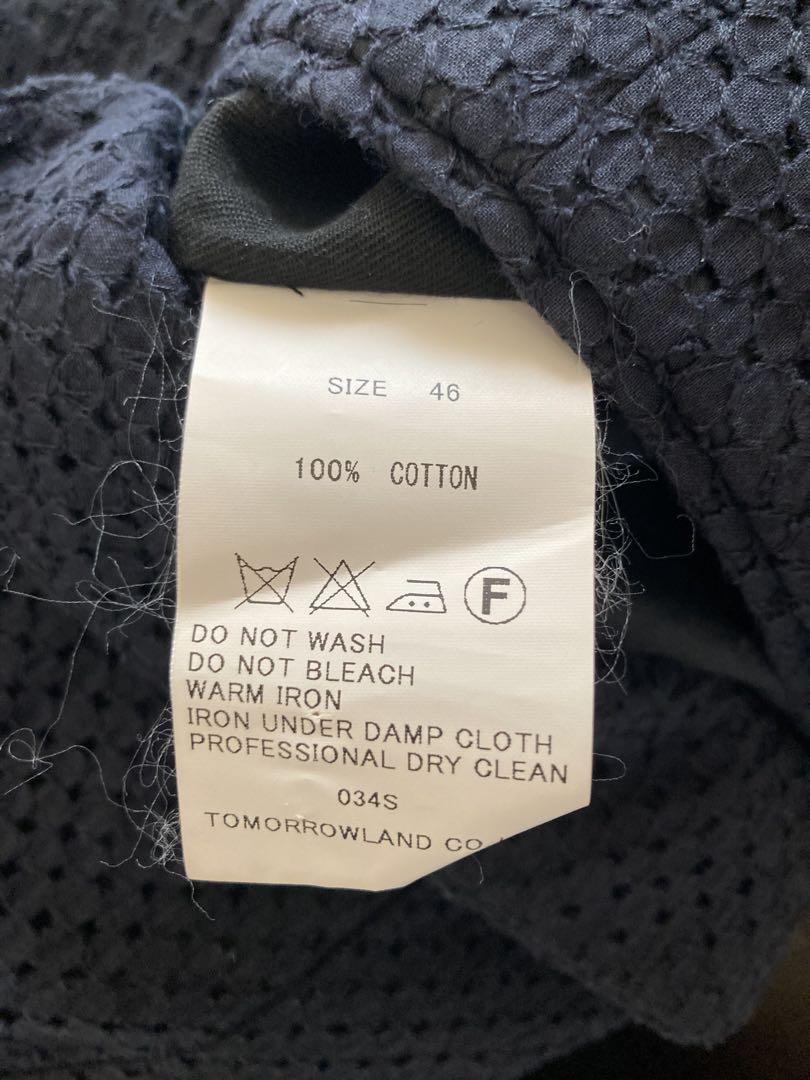 SIZE 46
100% COTTON
F
DO NOT WASH
DO NOT BLEACH
WARM IRON
IRON UNDER DAMP CLOTH
PROFESSIONAL DRY CLEAN
034S
TOMORROWLAND CO